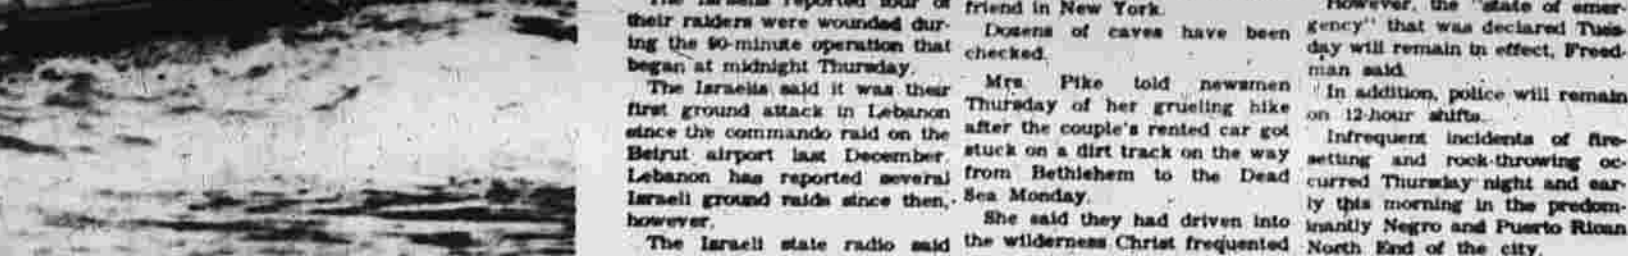 The Israelis reported four of
their raiders were wounded dur-
ing the 90-minute operation that
began at midnight Thursday.
The Israelis said it was their
first ground attack in Lebanon
since the commando raid on the
Beirut airport last December.
Lebanon has reported several
Israeli ground raids since then,
however.
The Israeli state radio said
friend in New York.
Dozens of caves have been
checked.
Mrs. Pike told newsmen
Thursday of her grueling hike
after the couple's rented car got
stuck on a dirt track on the way
from Bethlehem to the Dead
Sea Monday.
She said they had driven into
the wilderness Christ frequented
However, the "state of emer-
gency" that was declared Tues-
day will remain in effect, Freed-
man said.
In addition, police will remain
on 12-hour shifts.
Infrequent incidents of fire-
setting and rock-throwing oc-
curred Thursday night and ear-
ly this morning in the predom-
inantly Negro and Puerto Rican
North End of the city.